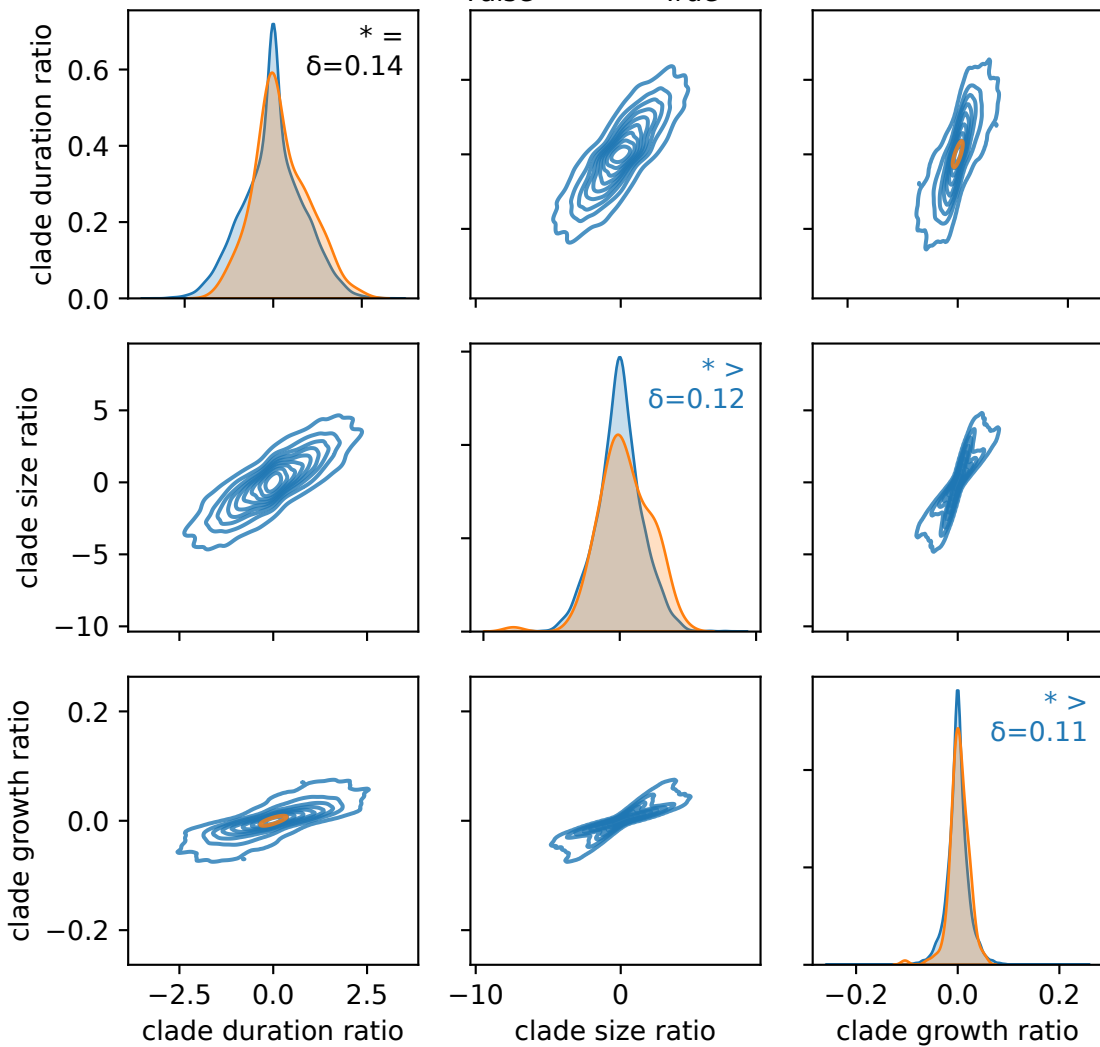 clade duration ratio
0.6
0.4
0.2
0.0
* =
δ=0.14
clade size ratio
5
0
−5
−10
* >
δ=0.12
clade growth ratio
0.2
0.0
−0.2
* >
δ=0.11
−2.5 0.0 2.5
−10 0
−0.2 0.0 0.2
clade duration ratio
clade size ratio
clade growth ratio